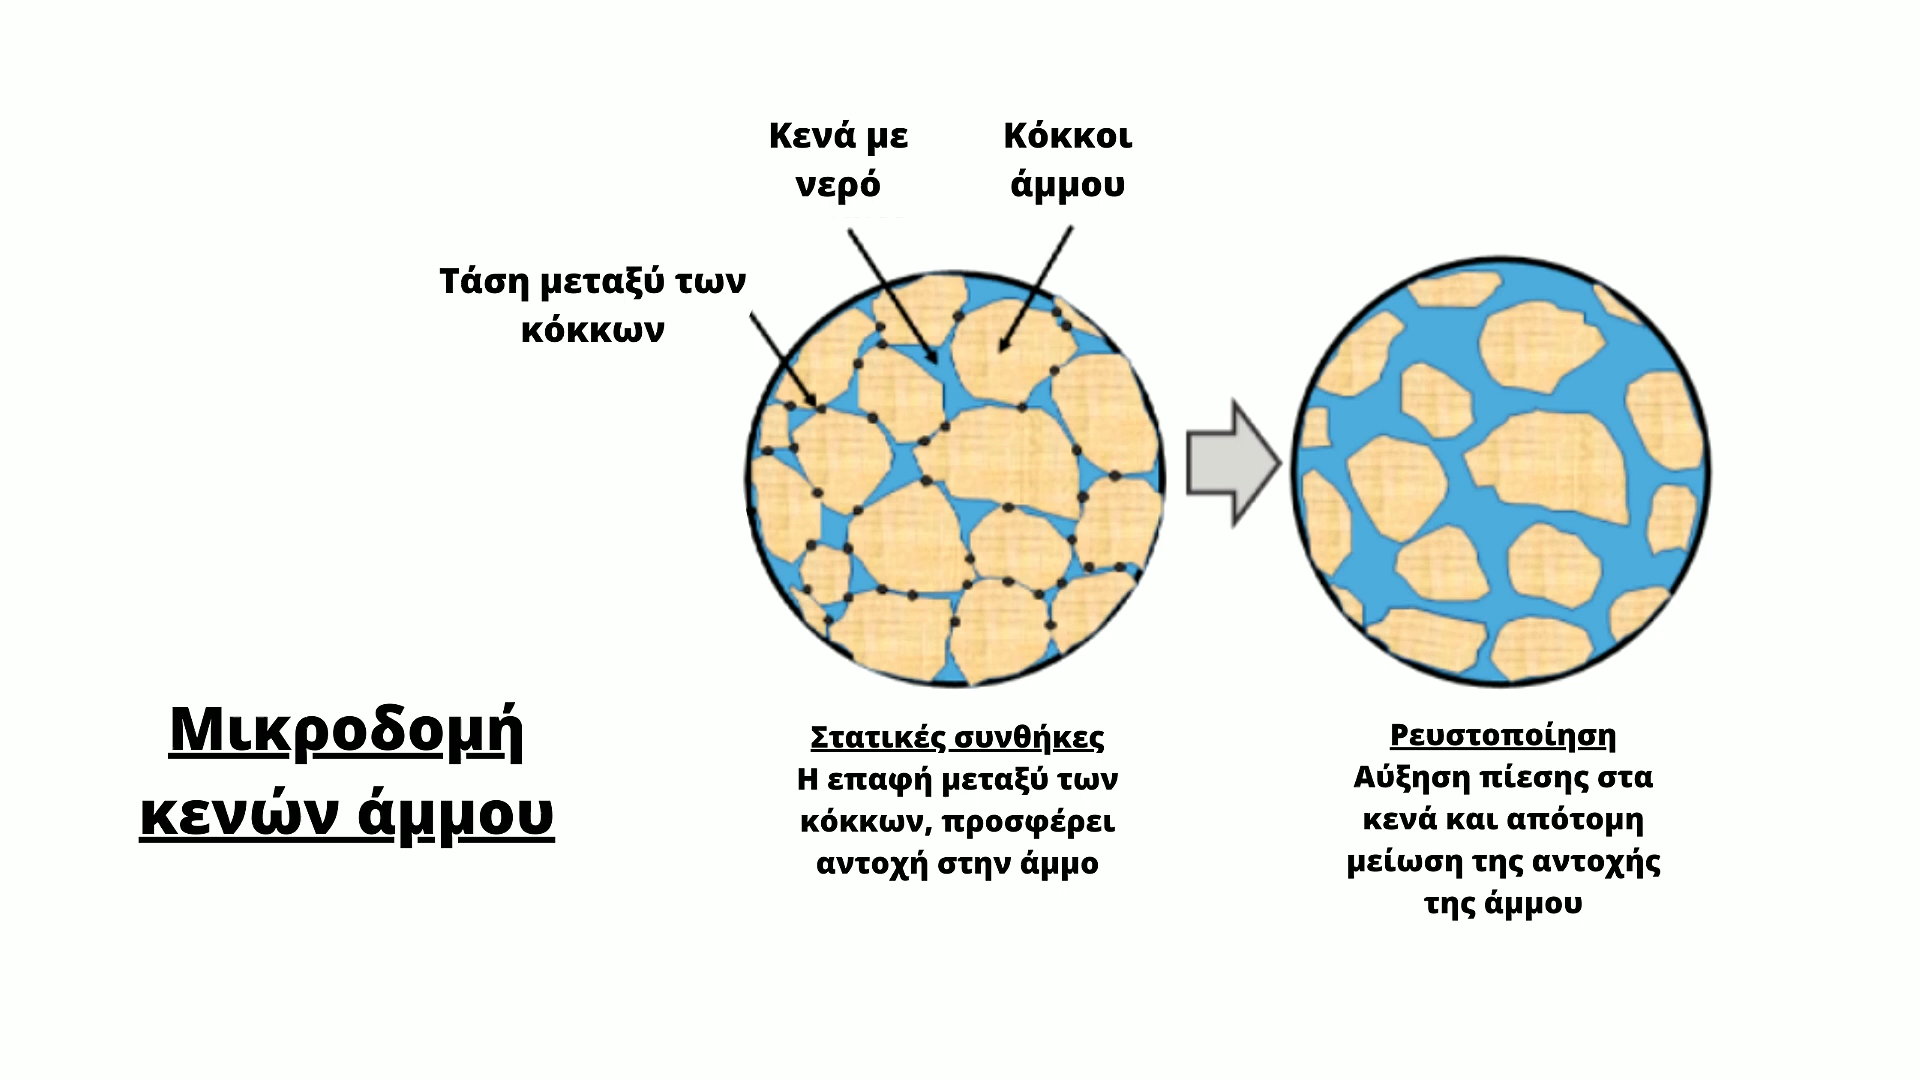 Κενά με
νερό
Κόκκοι
άμμου
Τάση μεταξύ των
κόκκων
Μικροδομή
κενών άμμου
Στατικές συνθήκες
Η επαφή μεταξύ των
κόκκων, προσφέρει
αντοχή στην άμμο
Ρευστοποίηση
Αύξηση πίεσης στα
κενά και απότομη
μείωση της αντοχής
της άμμου